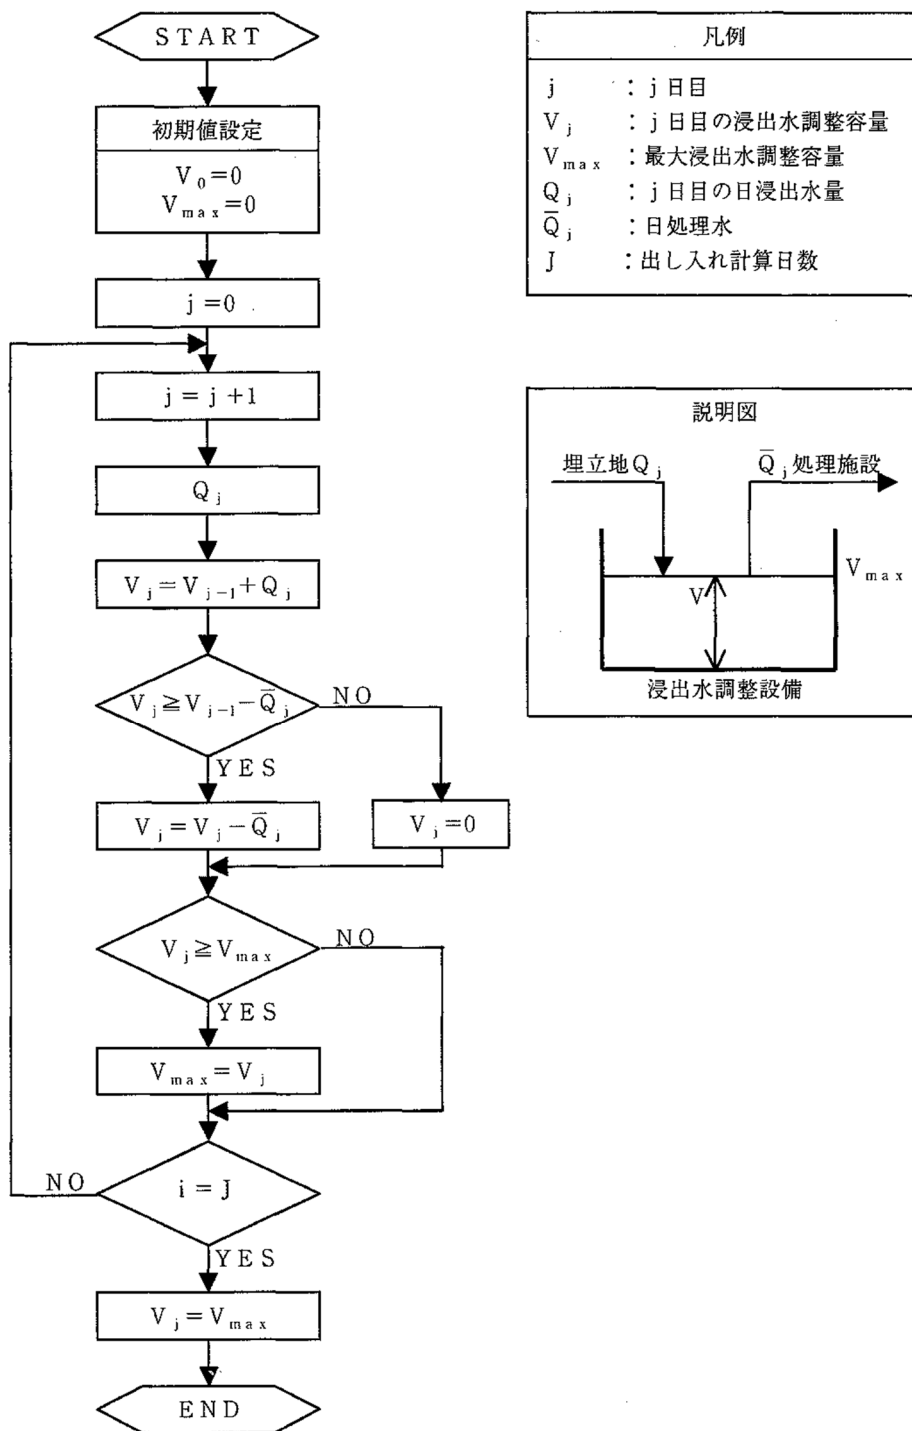 START
初期値設定
V₀=0
Vₘₐₓ=0
j=0
j=j+1
Qⱼ
Vⱼ=Vⱼ₋₁+Qⱼ
Vⱼ≧Vⱼ₋₁−Q̄ⱼ
NO
YES
Vⱼ=Vⱼ−Q̄ⱼ
Vⱼ=0
Vⱼ≧Vₘₐₓ
NO
YES
Vₘₐₓ=Vⱼ
i=J
NO
YES
Vⱼ=Vₘₐₓ
END
凡例
j :j日目
Vⱼ :j日目の浸出水調整容量
Vₘₐₓ :最大浸出水調整容量
Qⱼ :j日目の日浸出水量
Q̄ⱼ :日処理水
J :出し入れ計算日数
説明図
埋立地Qⱼ Q̄ⱼ処理施設
Vₘₐₓ
V
浸出水調整設備